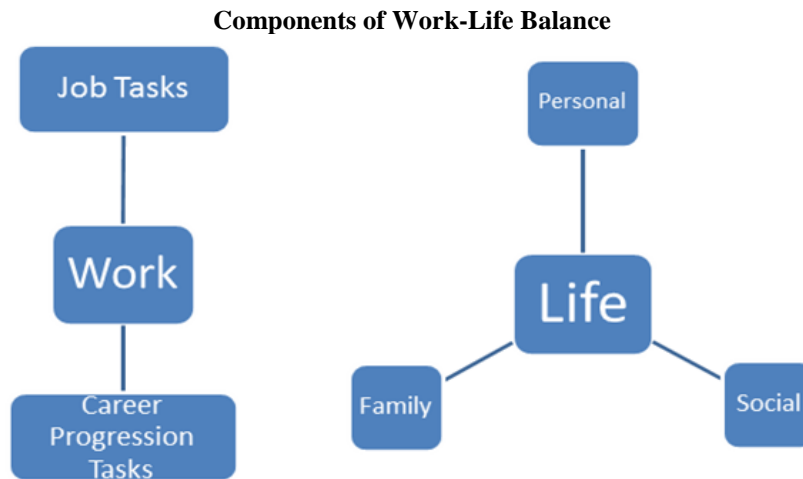 Components of Work-Life Balance
Job Tasks
Work
Career
Progression
Tasks
Personal
Life
Family
Social